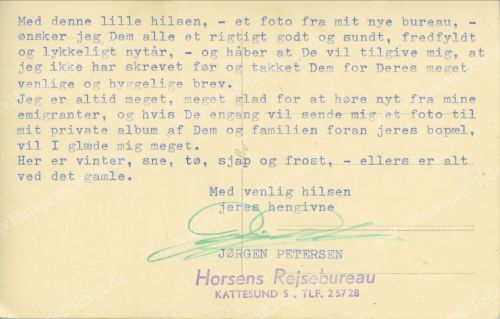 Med denne lille hilsen, - et foto fra mit nye bureau, -
ønsker jeg Dem alle et rigtigt godt og sundt, fredfyldt
og lykkeligt nytår, - og håber at De vil tilgive mig, at
jeg ikke har skrevet før og takket Dem for Deres meget
venlige og hyggelige brev.
Jeg er altid meget, meget glad for at høre nyt fra mine
emigranter, og hvis De engang vil sende mig et foto til
mit private album af Dem og familien foran jeres bopæl,
vil I glæde mig meget.
Her er vinter, sne, tø, sjap og frost, - ellers er alt
ved det gamle.
Med venlig hilsen
jeres hengivne
JØRGEN PETERSEN
Horsens Rejsebureau
KATTESUND 5 . TLF. 25728